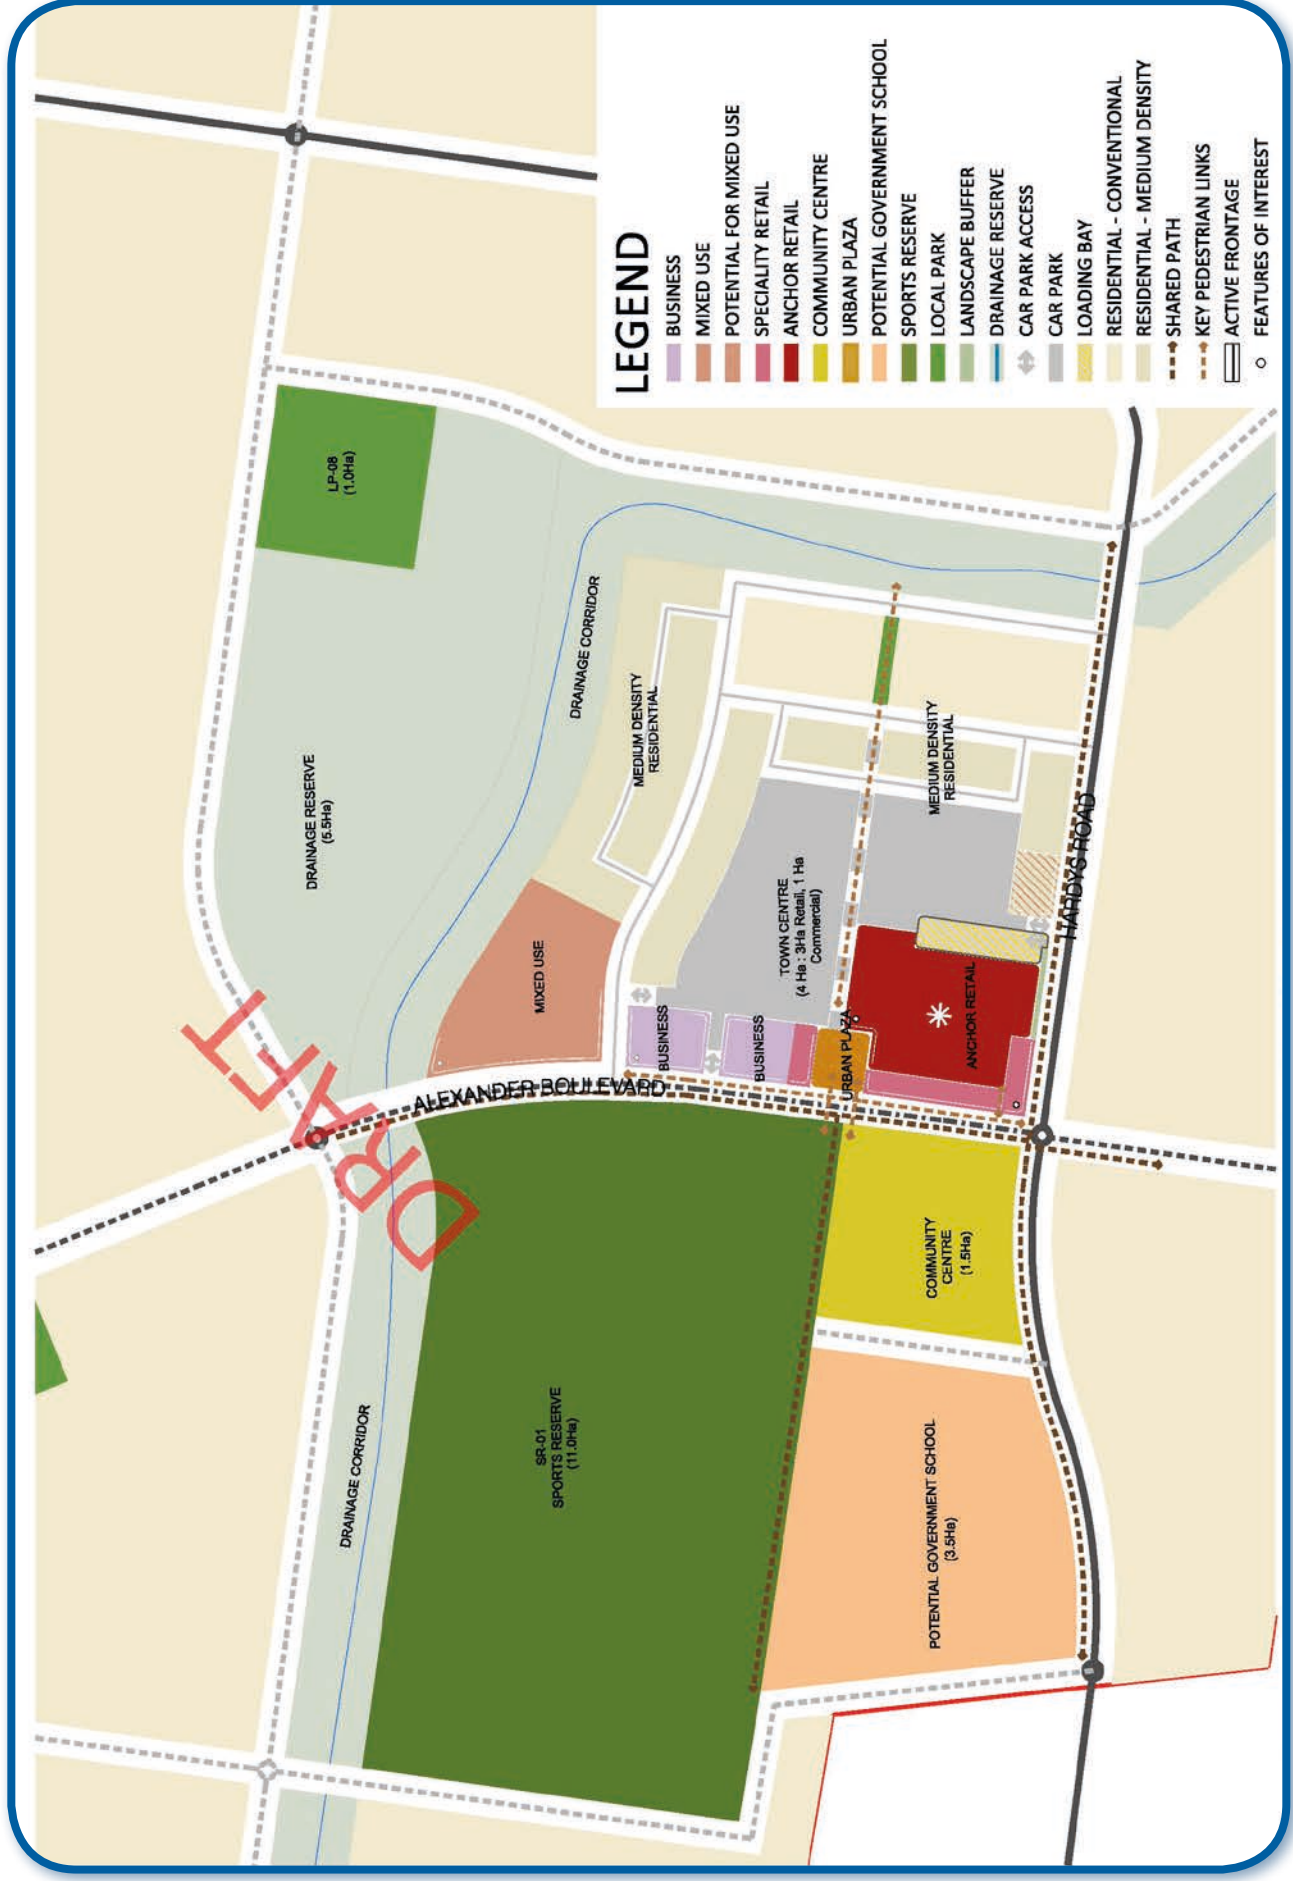 LEGEND
BUSINESS
MIXED USE
POTENTIAL FOR MIXED USE
SPECIALITY RETAIL
ANCHOR RETAIL
COMMUNITY CENTRE
URBAN PLAZA
POTENTIAL GOVERNMENT SCHOOL
SPORTS RESERVE
LOCAL PARK
LANDSCAPE BUFFER
DRAINAGE RESERVE
CAR PARK ACCESS
CAR PARK
LOADING BAY
RESIDENTIAL - CONVENTIONAL
RESIDENTIAL - MEDIUM DENSITY
SHARED PATH
KEY PEDESTRIAN LINKS
ACTIVE FRONTAGE
FEATURES OF INTEREST
LP-08
(1.0Ha)
DRAINAGE RESERVE
(5.5Ha)
DRAINAGE CORRIDOR
MEDIUM DENSITY
RESIDENTIAL
MIXED USE
DRAFT
ALEXANDER BOULEVARD
BUSINESS
BUSINESS
TOWN CENTRE
(4 Ha : 3Ha Retail, 1 Ha
Commercial)
URBAN PLAZA
MEDIUM DENSITY
RESIDENTIAL
ANCHOR RETAIL
HARDYS ROAD
DRAINAGE CORRIDOR
SR-01
SPORTS RESERVE
(11.0Ha)
COMMUNITY
CENTRE
(1.5Ha)
POTENTIAL GOVERNMENT SCHOOL
(3.5Ha)